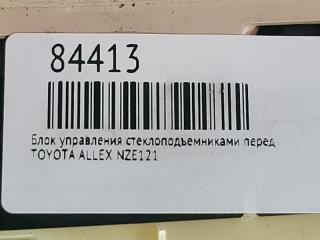 84413
Блок управления стеклоподъемниками перед
TOYOTA ALLEX NZE121